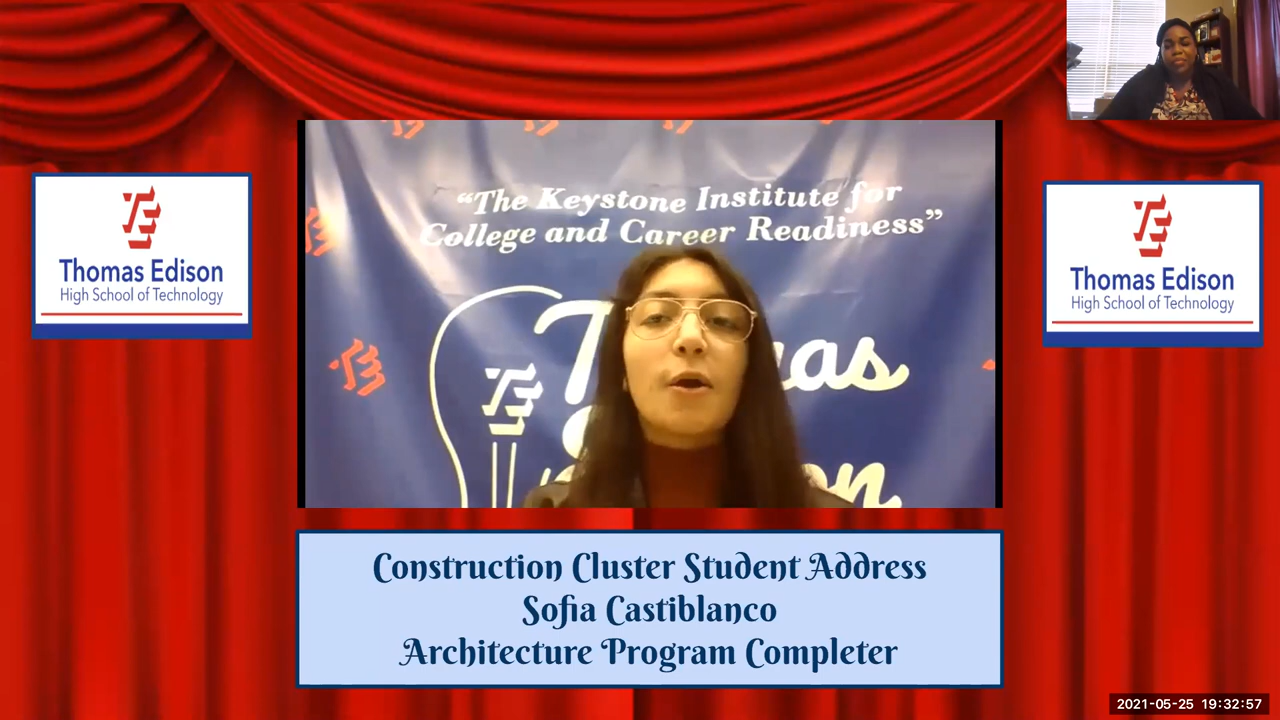 “The Keystone Institute for
College and Career Readiness”
Thomas Edison
High School of Technology
Thomas Edison
High School of Technology
Construction Cluster Student Address
Sofia Castiblanco
Architecture Program Completer
2021-05-25 19:32:57